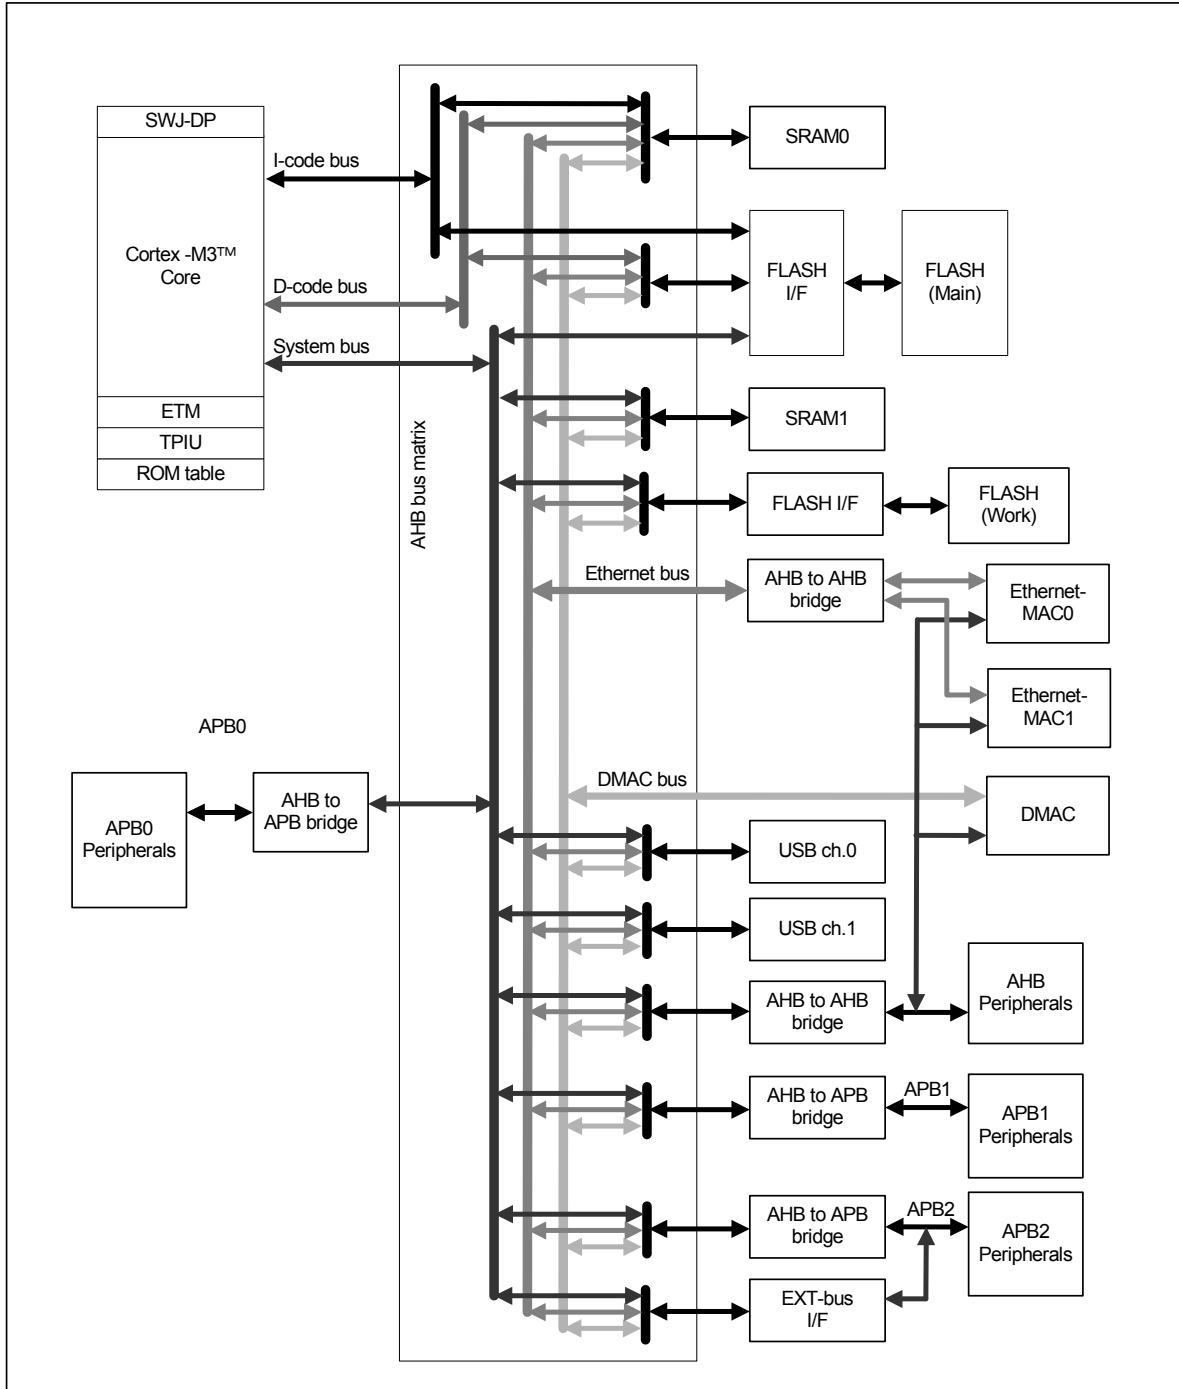 SWJ-DP
I-code bus
Cortex -M3™
Core
D-code bus
System bus
ETM
TPIU
ROM table
AHB bus matrix
SRAM0
FLASH
I/F
FLASH
(Main)
SRAM1
FLASH I/F
FLASH
(Work)
Ethernet bus
AHB to AHB
bridge
Ethernet-
MAC0
Ethernet-
MAC1
APB0
APB0
Peripherals
AHB to
APB bridge
DMAC bus
DMAC
USB ch.0
USB ch.1
AHB to AHB
bridge
AHB
Peripherals
AHB to APB
bridge
APB1
APB1
Peripherals
AHB to APB
bridge
APB2
APB2
Peripherals
EXT-bus
I/F